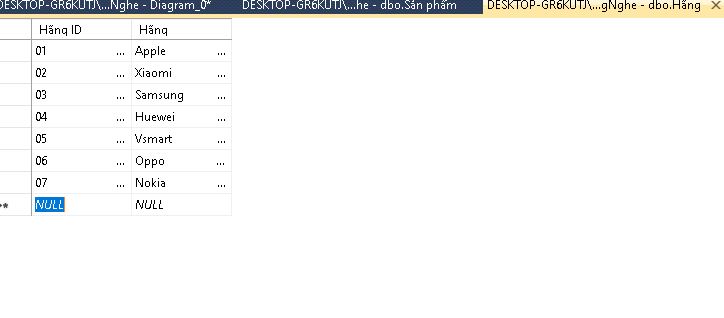 DESKTOP-GR6KUTJ\...Nghe - Diagram_0* DESKTOP-GR6KUTJ\...he - dbo.Sản phẩm DESKTOP-GR6KUTJ\...gNghe - dbo.Hãng
Hãng ID Hãng
01 ... Apple ...
02 ... Xiaomi ...
03 ... Samsung ...
04 ... Huewei ...
05 ... Vsmart ...
06 ... Oppo ...
07 ... Nokia ...
NULL NULL